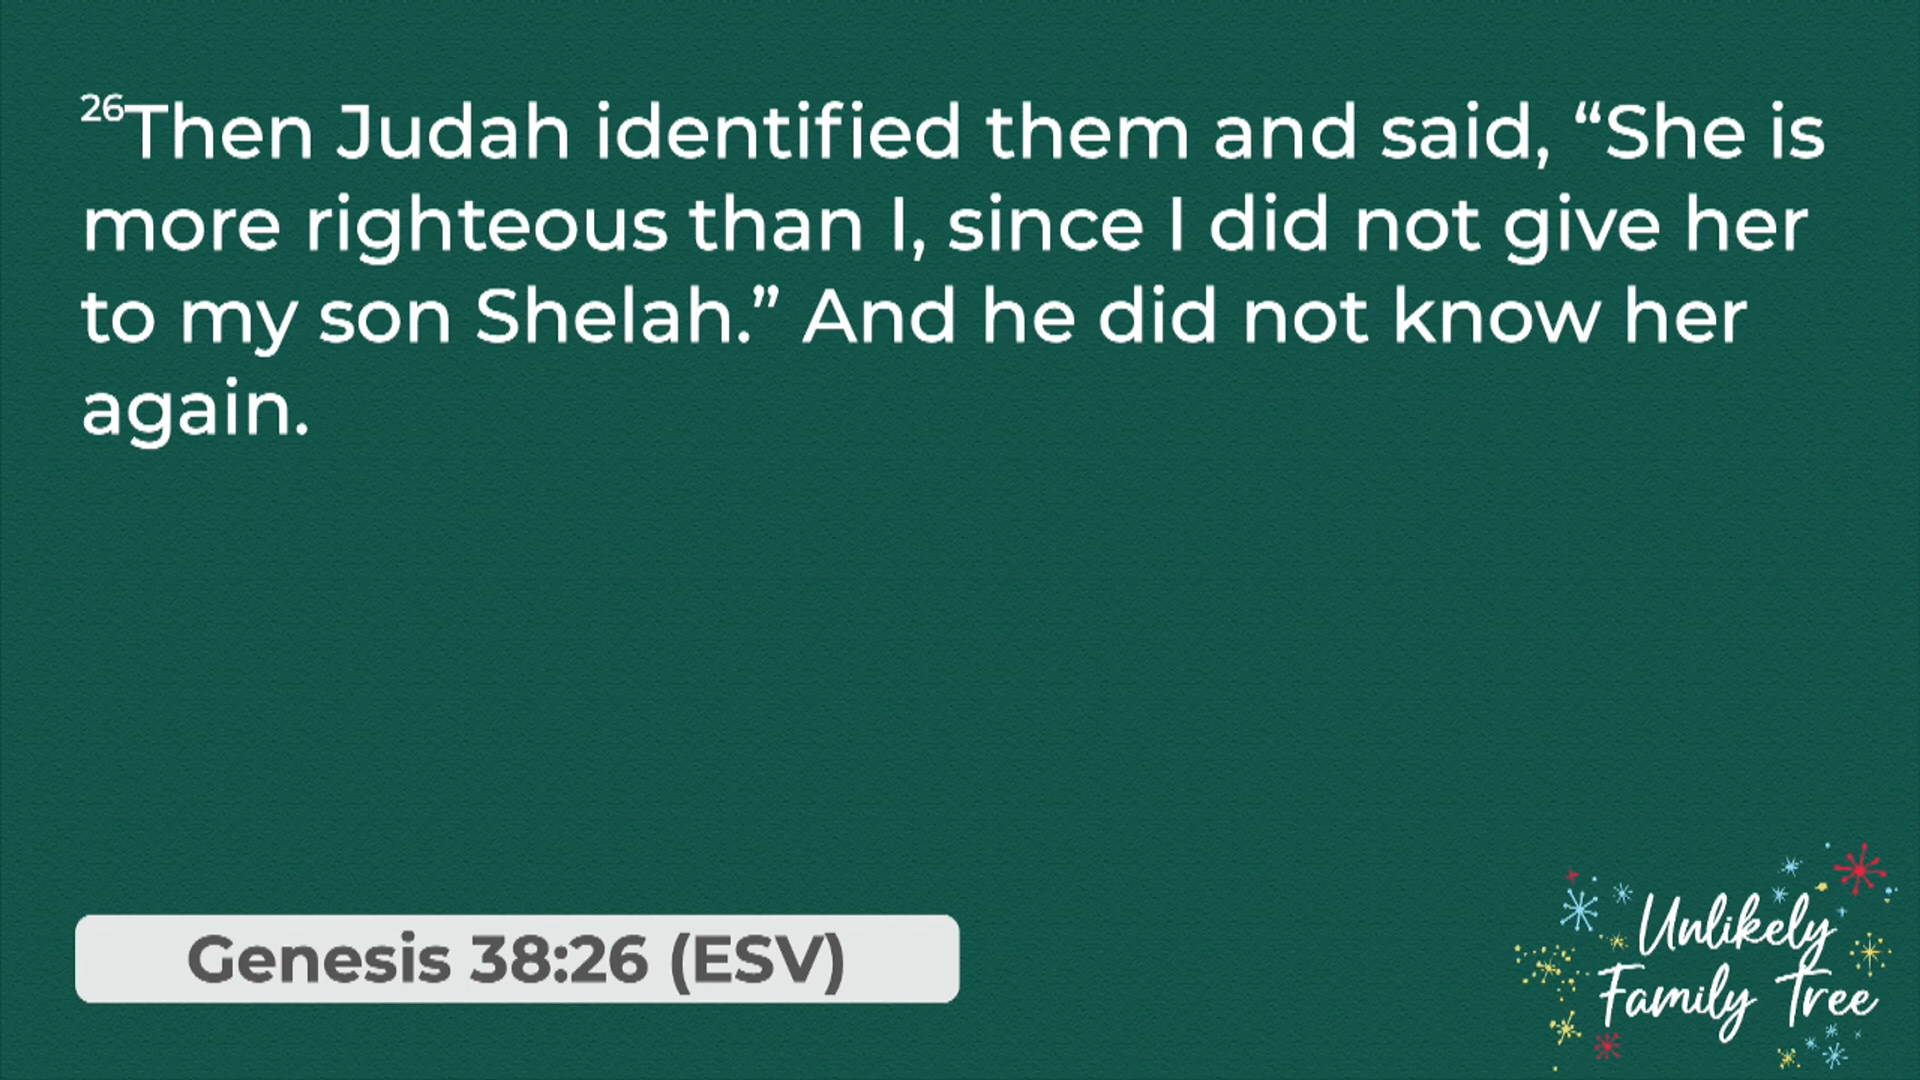 26Then Judah identified them and said, “She is
more righteous than I, since I did not give her
to my son Shelah.” And he did not know her
again.
Genesis 38:26 (ESV)
Unlikely
Family Tree